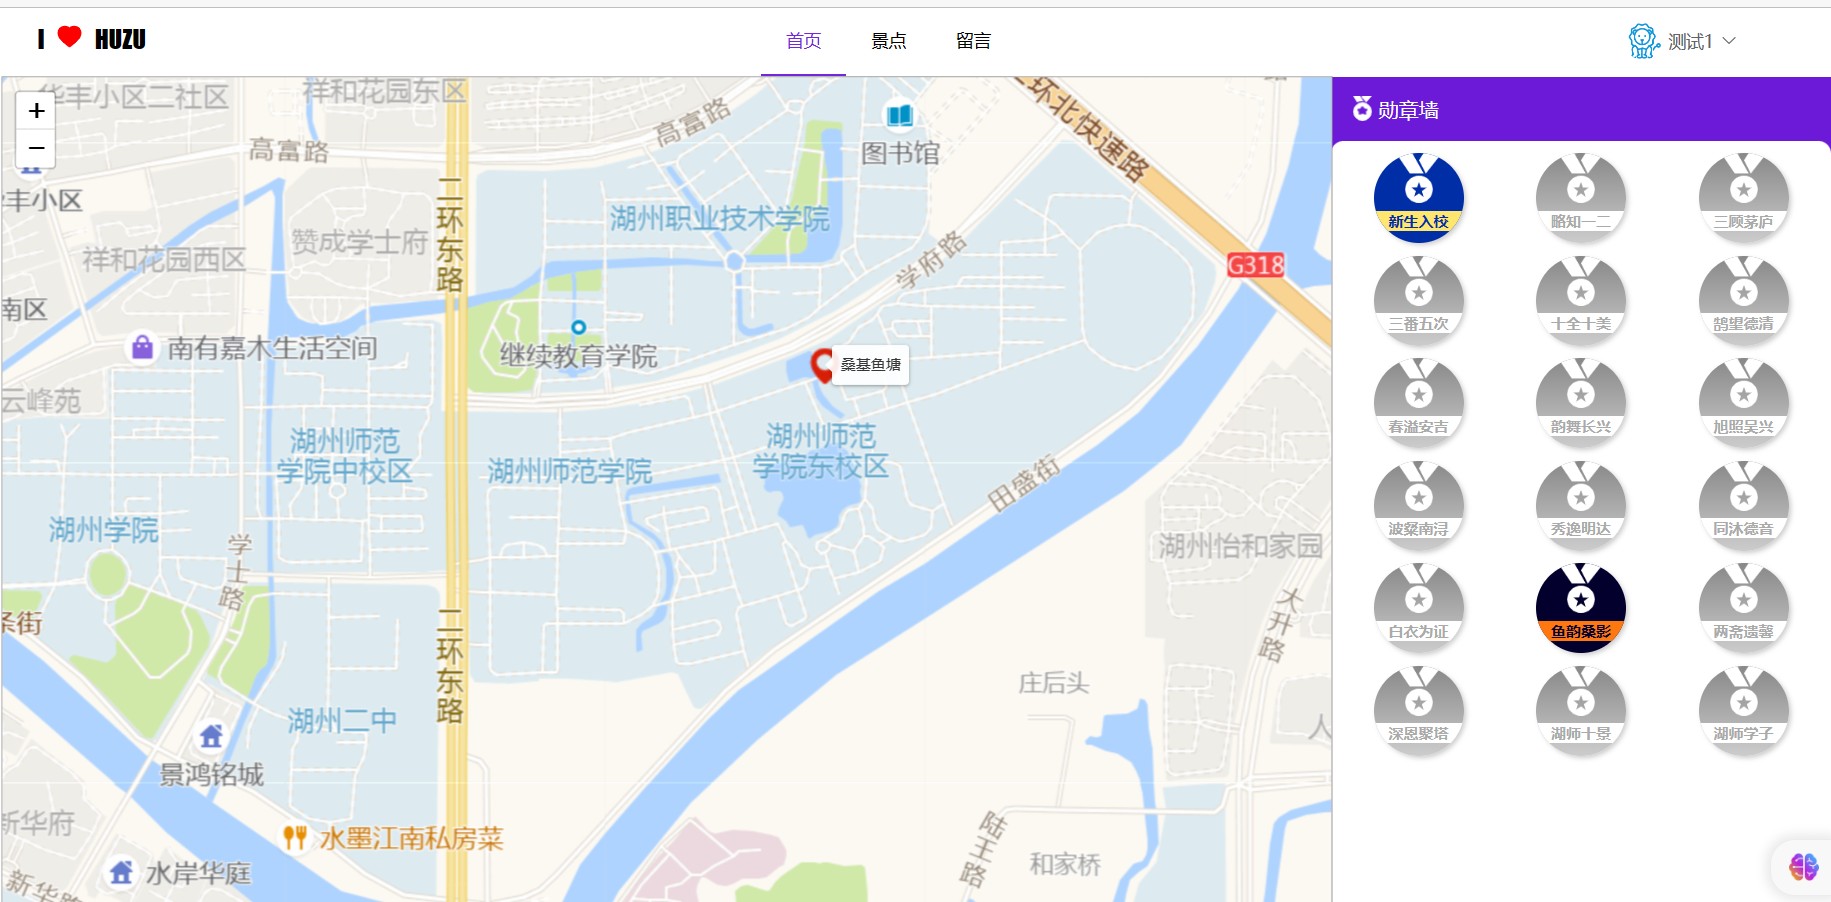 I ❤ HUZU
首页
景点
留言
测试1
+
−
华丰小区二社区
祥和花园东区
高富路
高富路
二环北快速路
图书馆
丰小区
二环东路
湖州职业技术学院
赞成学士府
祥和花园西区
学府路
G318
南区
南有嘉木生活空间
继续教育学院
桑基鱼塘
云峰苑
湖州师范
学院中校区
湖州师范学院
湖州师范
学院东校区
田盛街
湖州学院
学士路
湖州怡和家园
大升路
条街
二环东路
庄后头
湖州二中
人
景鸿铭城
新华府
水墨江南私房菜
陆王路
和家桥
水岸华庭
新华路
勋章墙
新生入校
略知一二
三顾茅庐
三番五次
十全十美
鹄望德清
春溢安吉
韵舞长兴
旭照吴兴
波粲南浔
秀逸明达
同沐德音
白衣为证
鱼韵桑影
两斋遗馨
深恩聚塔
湖师十景
湖师学子